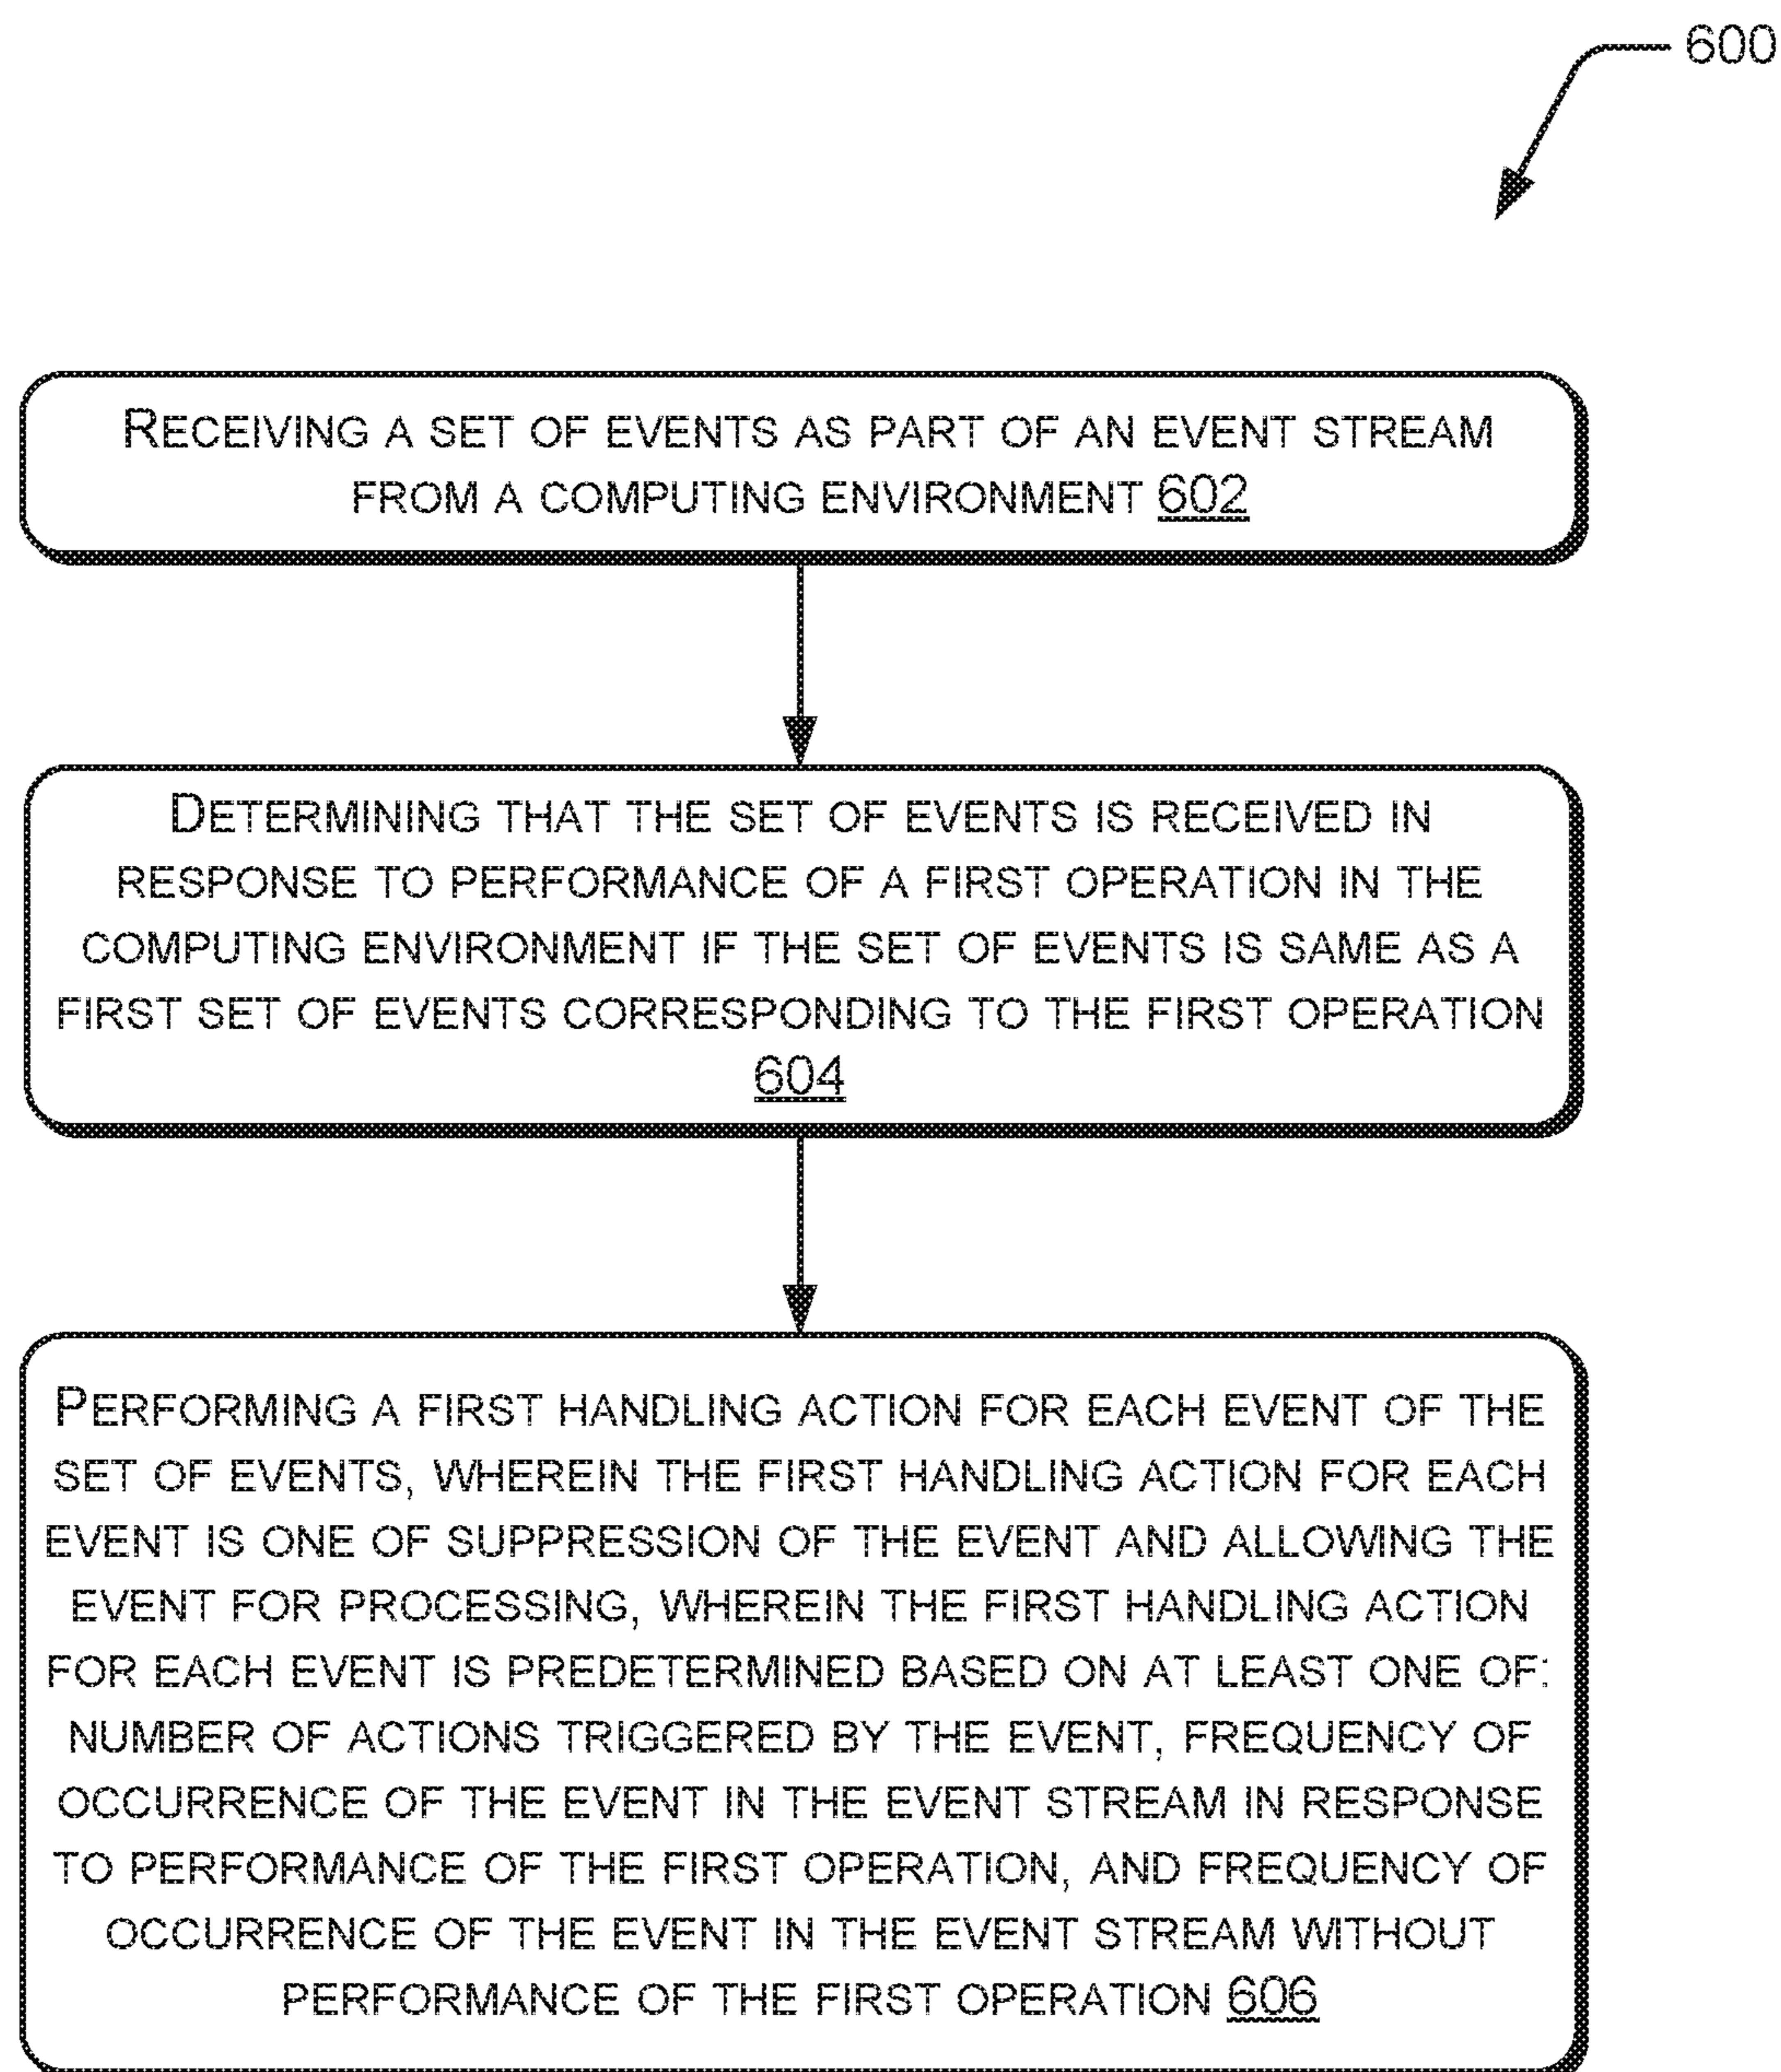 600
RECEIVING A SET OF EVENTS AS PART OF AN EVENT STREAM
FROM A COMPUTING ENVIRONMENT 602
DETERMINING THAT THE SET OF EVENTS IS RECEIVED IN
RESPONSE TO PERFORMANCE OF A FIRST OPERATION IN THE
COMPUTING ENVIRONMENT IF THE SET OF EVENTS IS SAME AS A
FIRST SET OF EVENTS CORRESPONDING TO THE FIRST OPERATION
604
PERFORMING A FIRST HANDLING ACTION FOR EACH EVENT OF THE
SET OF EVENTS, WHEREIN THE FIRST HANDLING ACTION FOR EACH
EVENT IS ONE OF SUPPRESSION OF THE EVENT AND ALLOWING THE
EVENT FOR PROCESSING, WHEREIN THE FIRST HANDLING ACTION
FOR EACH EVENT IS PREDETERMINED BASED ON AT LEAST ONE OF:
NUMBER OF ACTIONS TRIGGERED BY THE EVENT, FREQUENCY OF
OCCURRENCE OF THE EVENT IN THE EVENT STREAM IN RESPONSE
TO PERFORMANCE OF THE FIRST OPERATION, AND FREQUENCY OF
OCCURRENCE OF THE EVENT IN THE EVENT STREAM WITHOUT
PERFORMANCE OF THE FIRST OPERATION 606